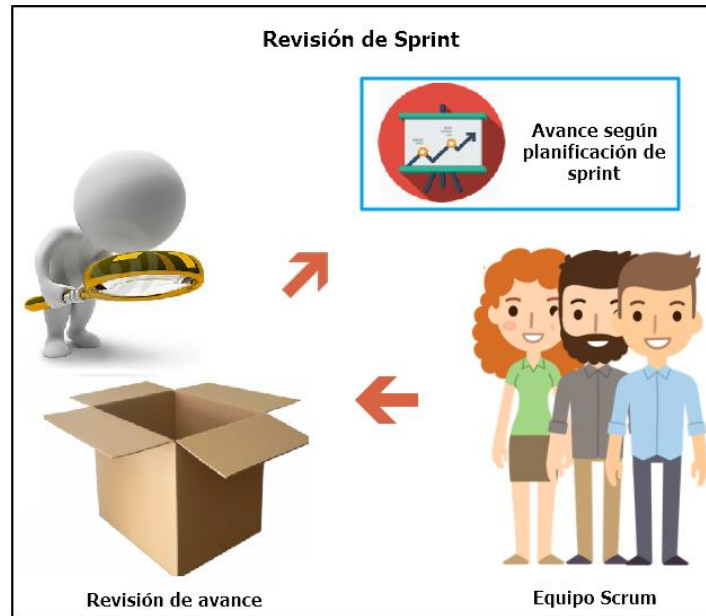 Revisión de Sprint
Avance según
planificación de
sprint
Revisión de avance
Equipo Scrum